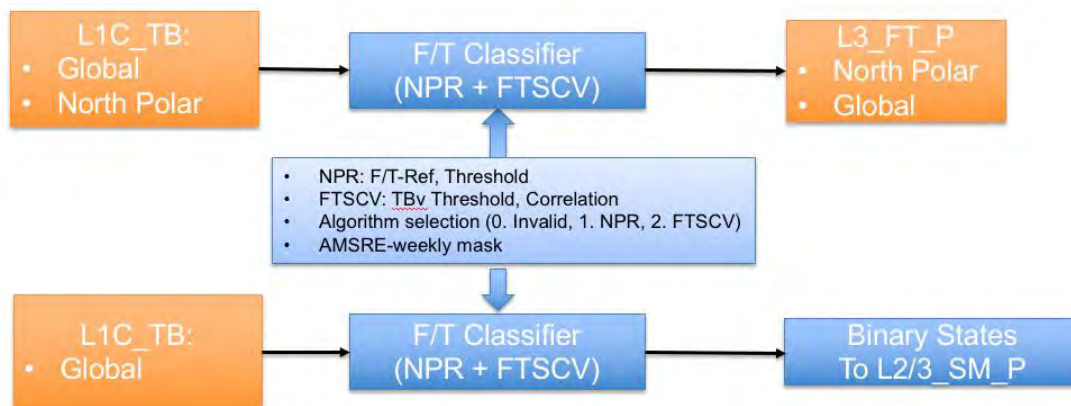 L1C_TB:
• Global
• North Polar
F/T Classifier
(NPR + FTSCV)
L3_FT_P
• North Polar
• Global
• NPR: F/T-Ref, Threshold
• FTSCV: TBv Threshold, Correlation
• Algorithm selection (0. Invalid, 1. NPR, 2. FTSCV)
• AMSRE-weekly mask
L1C_TB:
• Global
F/T Classifier
(NPR + FTSCV)
Binary States
To L2/3_SM_P